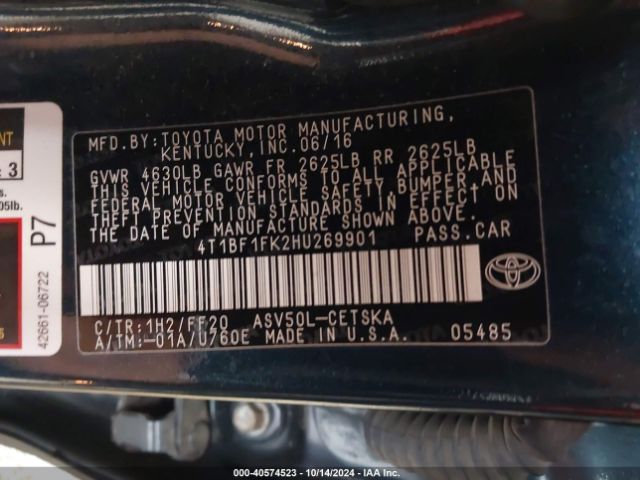 MFD.BY:TOYOTA MOTOR MANUFACTURING,
KENTUCKY,INC.06/16
GVWR 4630LB GAWR FR 2625LB RR 2625LB
THIS VEHICLE CONFORMS TO ALL APPLICABLE
FEDERAL MOTOR VEHICLE SAFETY,BUMPER,AND
THEFT PREVENTION STANDARDS IN EFFECT ON
THE DATE OF MANUFACTURE SHOWN ABOVE.
4T1BF1FK2HU269901 PASS.CAR
C/TR:1H2/FF20 ASV50L-CETSKA
A/TM:-01A/U760E MADE IN U.S.A. 05485
NT
: 3
s.
05lb.
P7
42661-06722
000-40574523 | 10/14/2024 | IAA Inc.